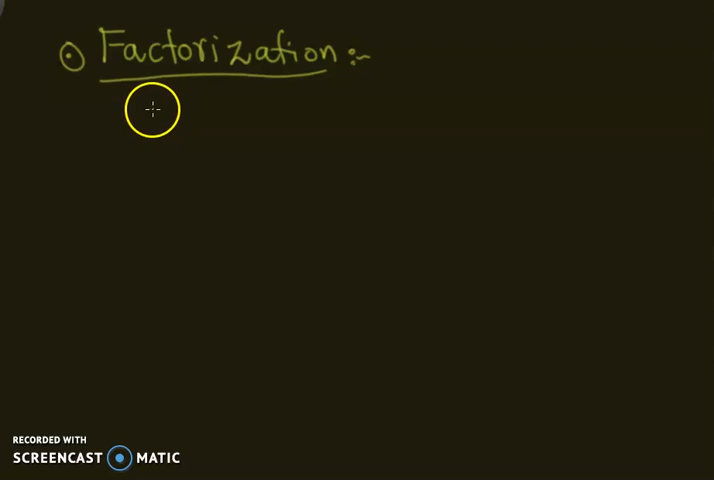 ⊙ Factorization :-
RECORDED WITH
SCREENCAST MATIC